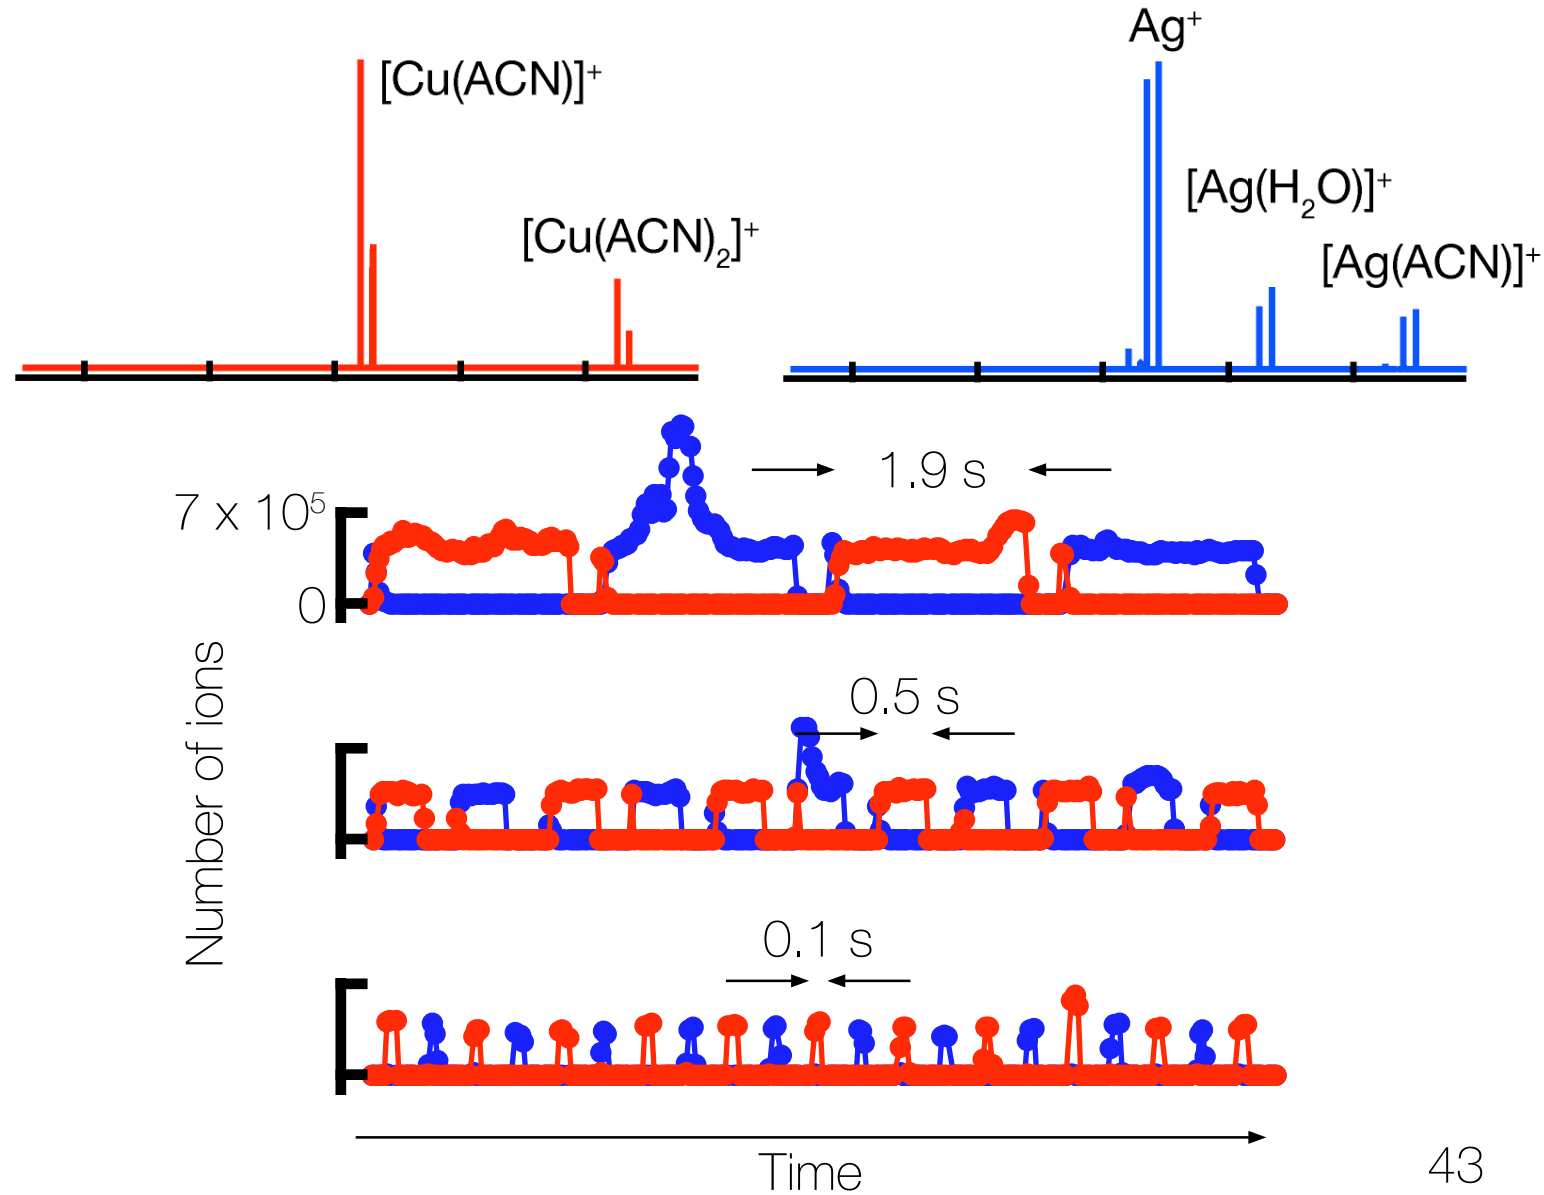 Ag⁺
[Cu(ACN)]⁺
[Ag(H₂O)]⁺
[Cu(ACN)₂]⁺
[Ag(ACN)]⁺
1.9 s
7 x 10⁵
0
0.5 s
Number of ions
0.1 s
Time
43